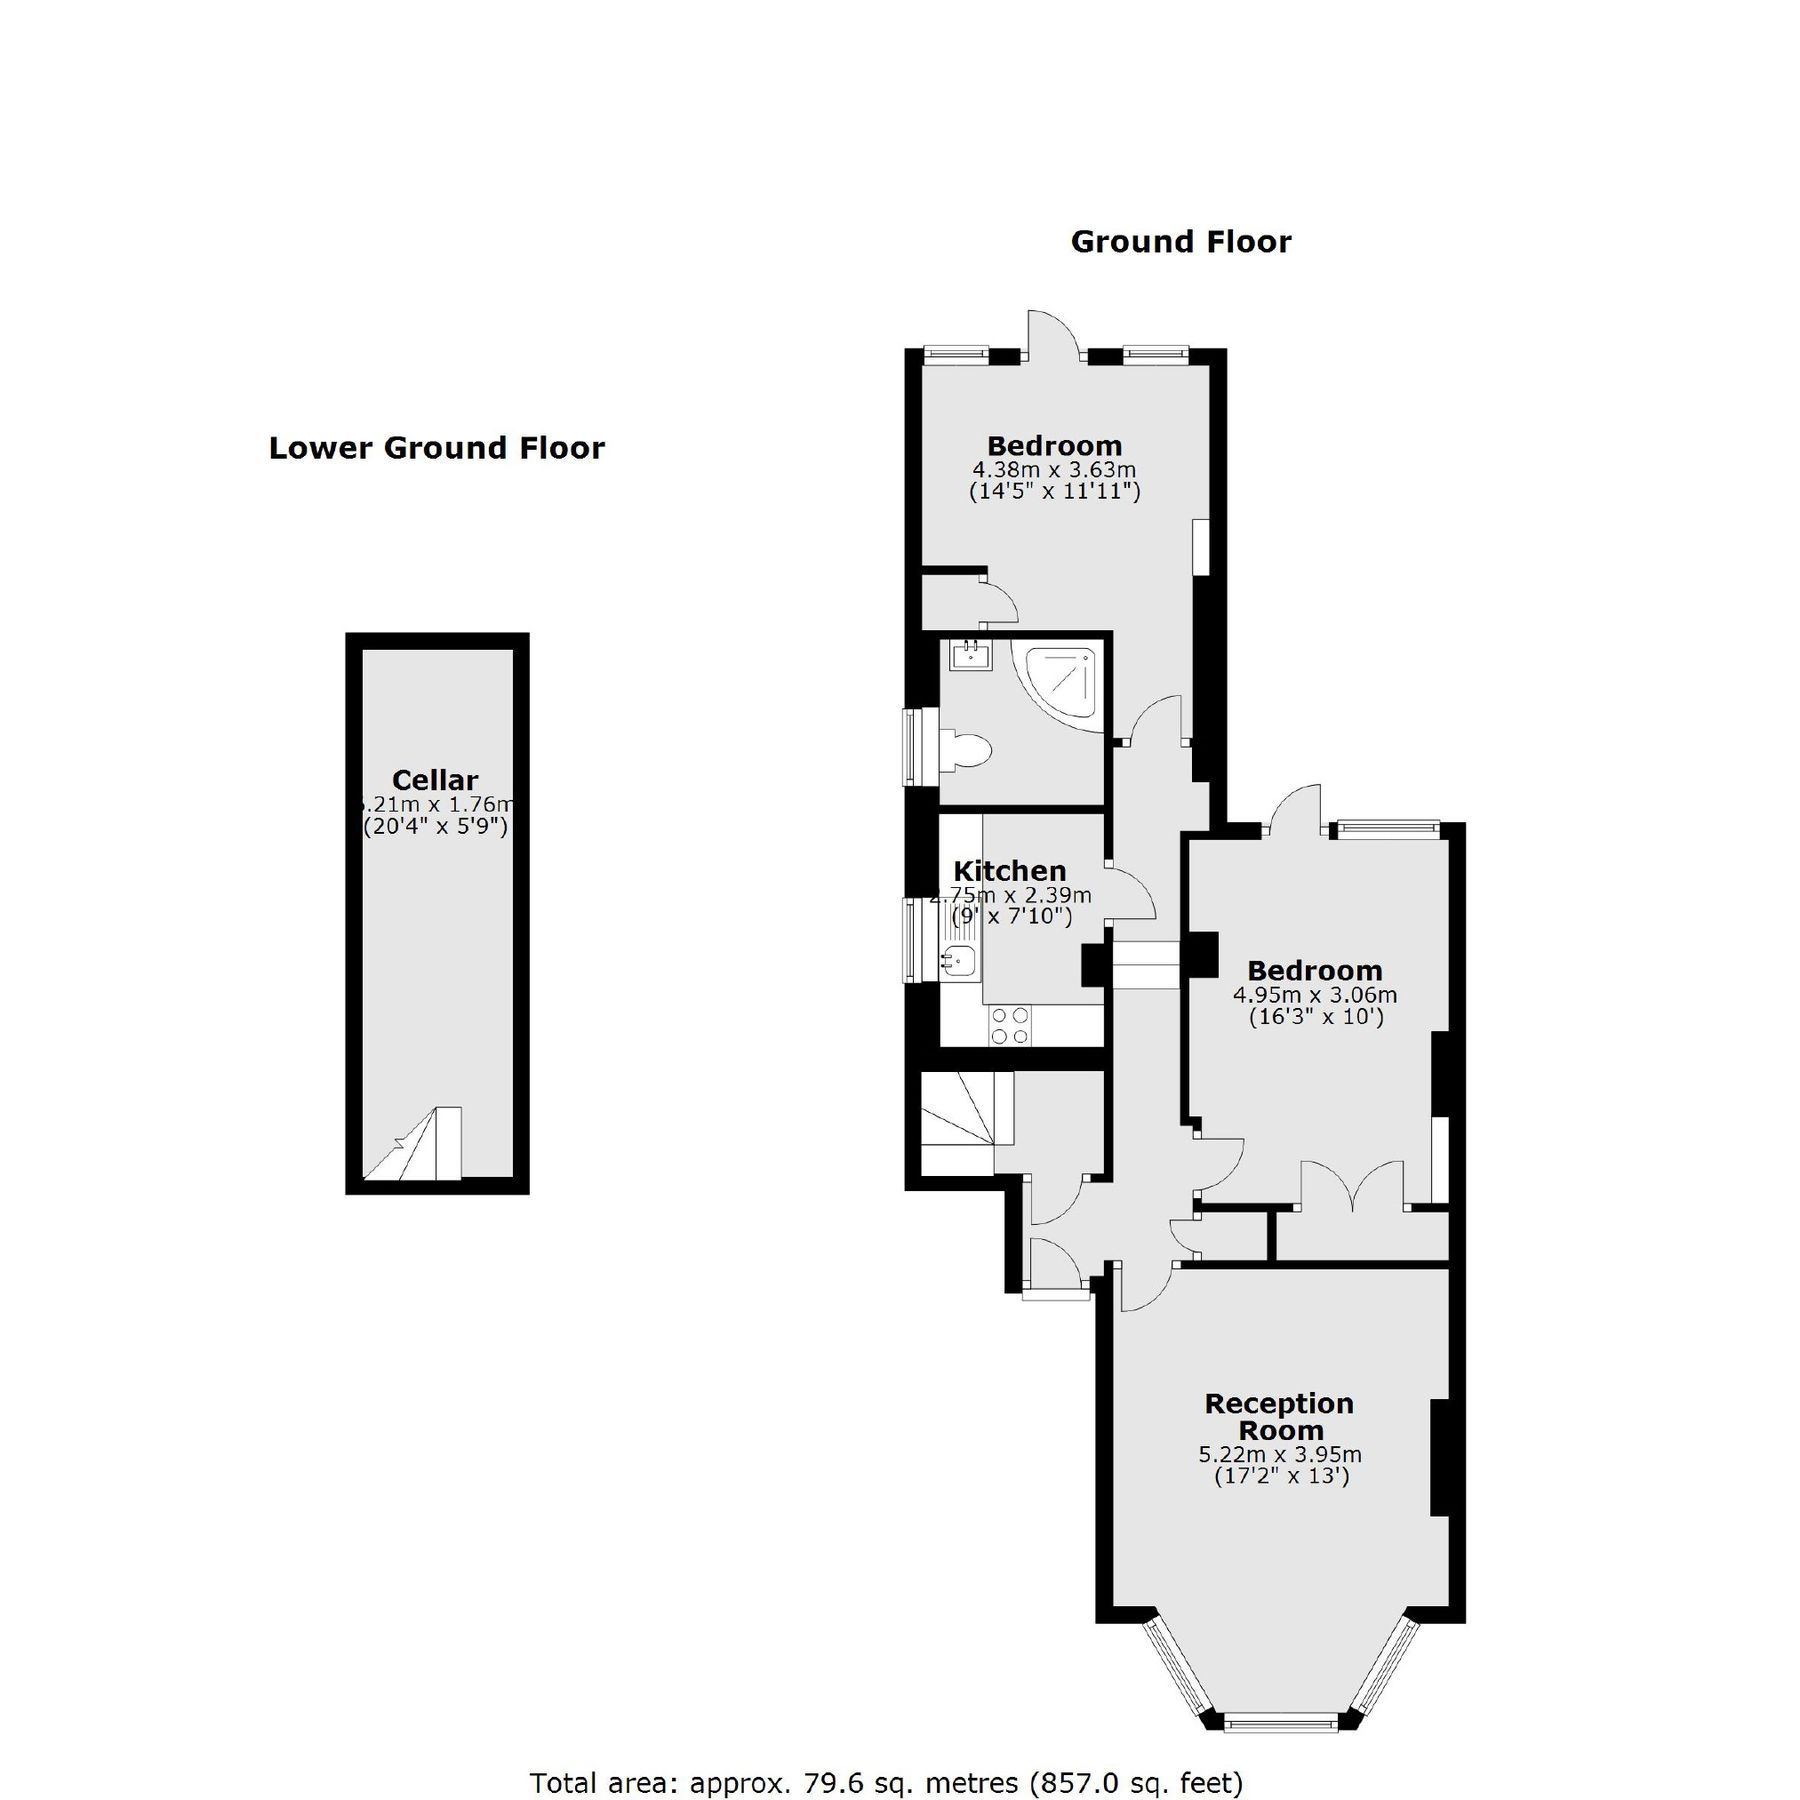 Ground Floor
Lower Ground Floor
Bedroom
4.38m x 3.63m
(14'5" x 11'11")
Cellar
6.21m x 1.76m
(20'4" x 5'9")
Kitchen
2.75m x 2.39m
(9' x 7'10")
Bedroom
4.95m x 3.06m
(16'3" x 10')
Reception
Room
5.22m x 3.95m
(17'2" x 13')
Total area: approx. 79.6 sq. metres (857.0 sq. feet)